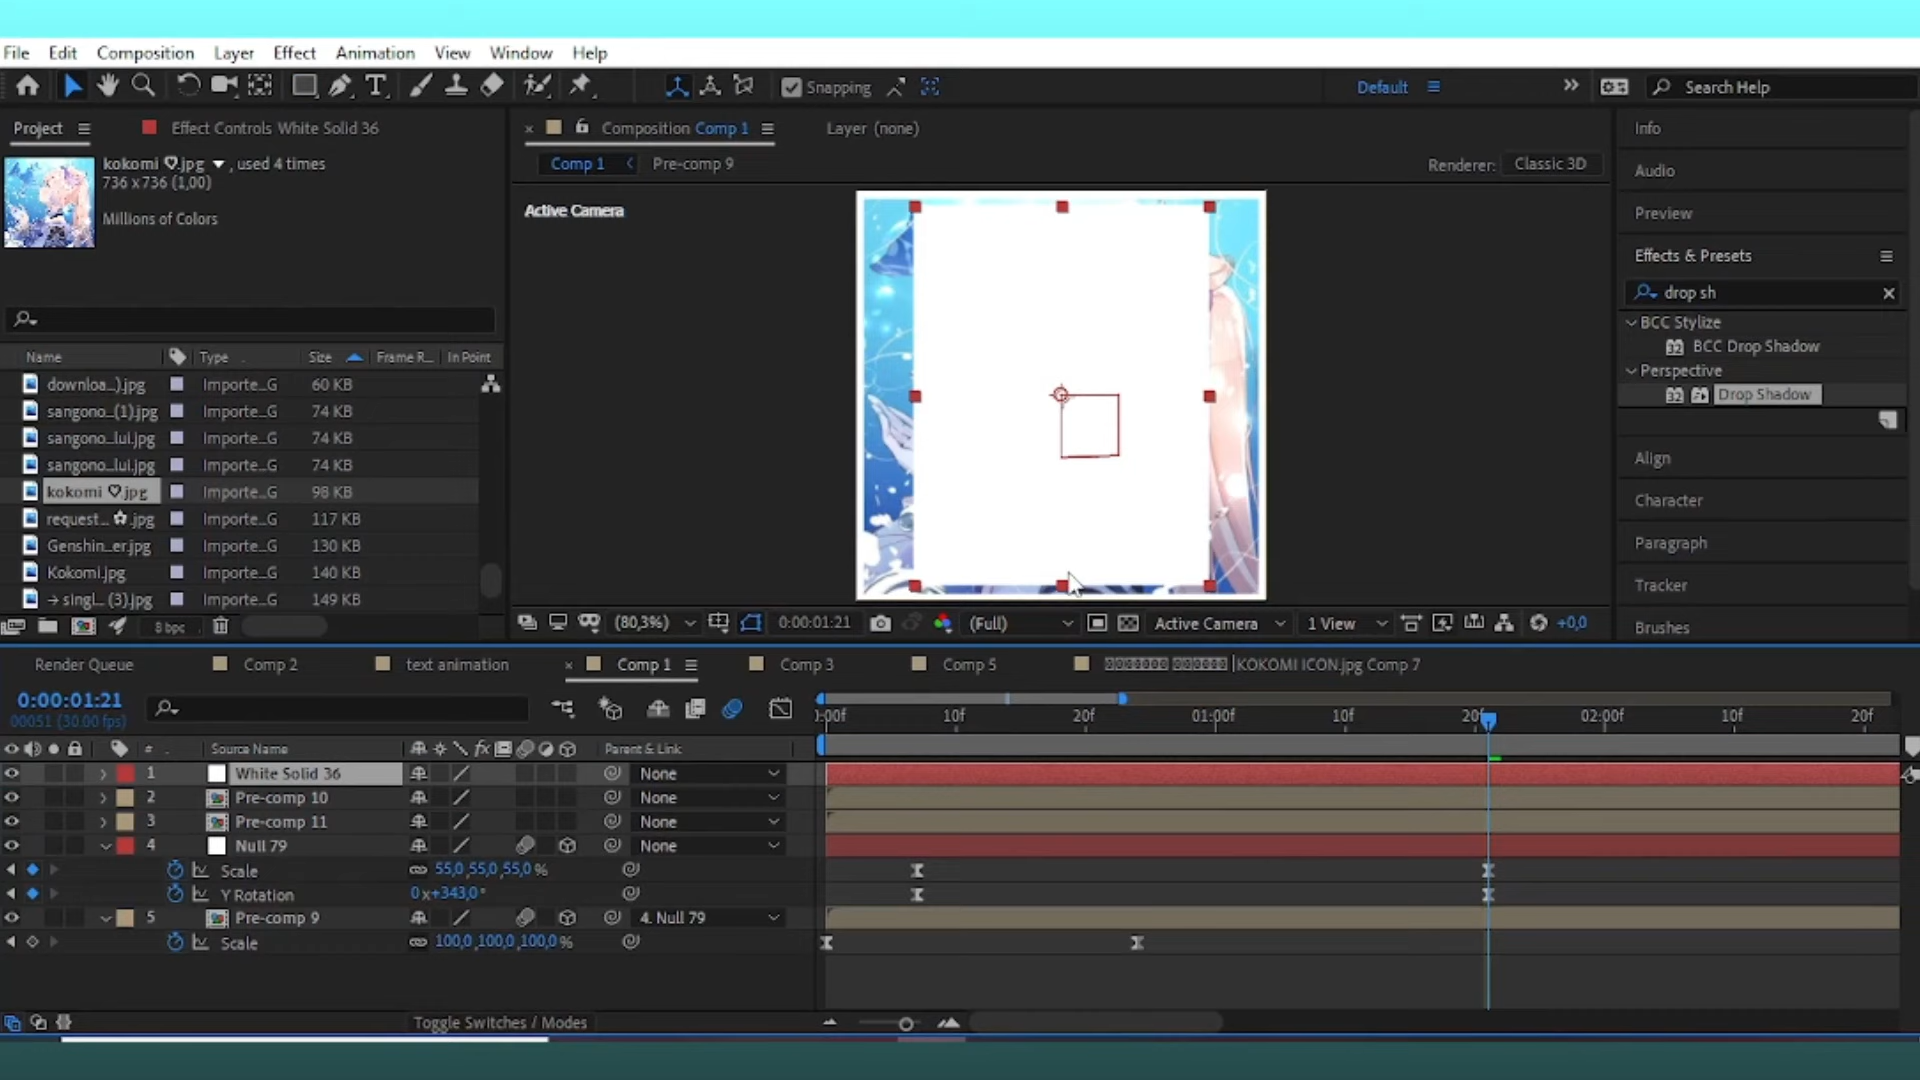 File Edit Composition Layer Effect Animation View Window Help
Snapping Default Search Help
Project Effect Controls White Solid 36
kokomi ♡.jpg , used 4 times
736 x 736 (1,00)
Millions of Colors
Name Type Size Frame R... In Point
downloa...).jpg Importe...G 60 KB
sangono...(1).jpg Importe...G 74 KB
sangono...lui.jpg Importe...G 74 KB
sangono...lui.jpg Importe...G 74 KB
kokomi ♡.jpg Importe...G 98 KB
request... ✿.jpg Importe...G 117 KB
Genshin...er.jpg Importe...G 130 KB
Kokomi.jpg Importe...G 140 KB
→ singl... (3).jpg Importe...G 149 KB
8 bpc
Composition Comp 1 Layer (none)
Comp 1 Pre-comp 9 Renderer: Classic 3D
Active Camera
(80,3%) 0:00:01:21 (Full) Active Camera 1 View +0,0
Info
Audio
Preview
Effects & Presets
drop sh
BCC Stylize
32 BCC Drop Shadow
Perspective
32 Drop Shadow
Align
Character
Paragraph
Tracker
Brushes
Render Queue Comp 2 text animation Comp 1 Comp 3 Comp 5 |KOKOMI ICON.jpg Comp 7
0:00:01:21
00051 (30.00 fps)
:00f 10f 20f 01:00f 10f 20f 02:00f 10f 20f
# Source Name Parent & Link
1 White Solid 36 None
2 Pre-comp 10 None
3 Pre-comp 11 None
4 Null 79 None
Scale 55,0,55,0,55,0%
Y Rotation 0x+343,0°
5 Pre-comp 9 4. Null 79
Scale 100,0,100,0,100,0%
Toggle Switches / Modes